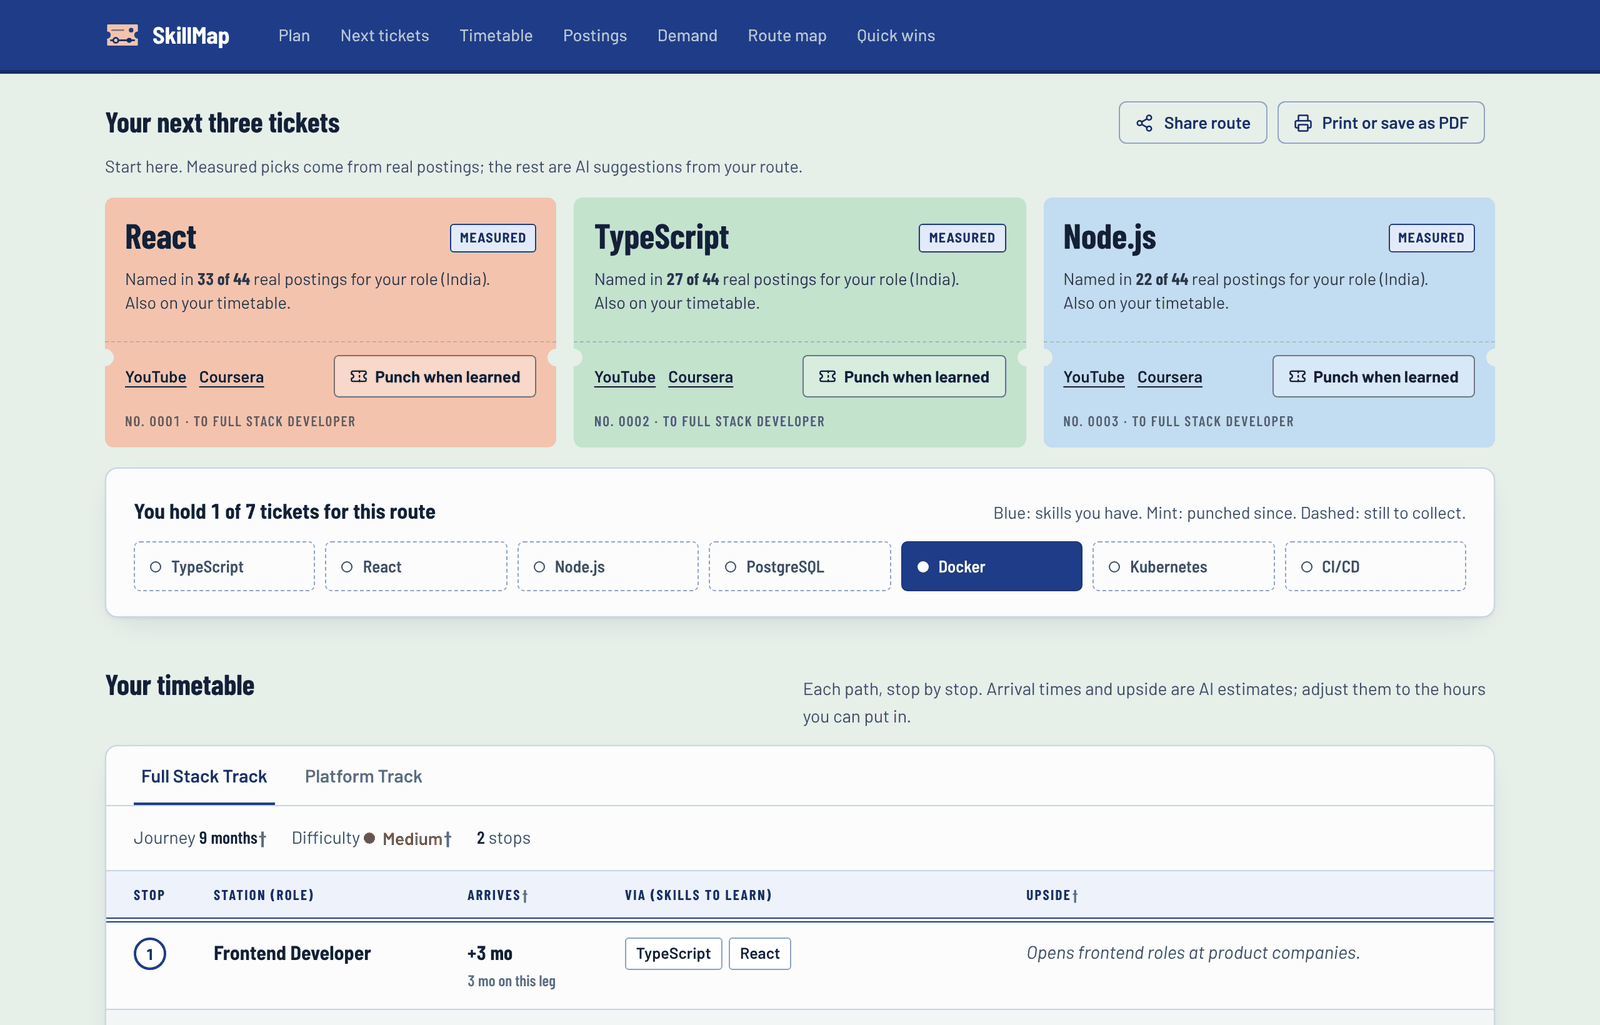 SkillMap
Plan
Next tickets
Timetable
Postings
Demand
Route map
Quick wins
Your next three tickets
Share route
Print or save as PDF
Start here. Measured picks come from real postings; the rest are AI suggestions from your route.
React
MEASURED
Named in 33 of 44 real postings for your role (India).
Also on your timetable.
YouTube
Coursera
Punch when learned
NO. 0001 · TO FULL STACK DEVELOPER
TypeScript
MEASURED
Named in 27 of 44 real postings for your role (India).
Also on your timetable.
YouTube
Coursera
Punch when learned
NO. 0002 · TO FULL STACK DEVELOPER
Node.js
MEASURED
Named in 22 of 44 real postings for your role (India).
Also on your timetable.
YouTube
Coursera
Punch when learned
NO. 0003 · TO FULL STACK DEVELOPER
You hold 1 of 7 tickets for this route
Blue: skills you have. Mint: punched since. Dashed: still to collect.
TypeScript
React
Node.js
PostgreSQL
Docker
Kubernetes
CI/CD
Your timetable
Each path, stop by stop. Arrival times and upside are AI estimates; adjust them to the hours
you can put in.
Full Stack Track
Platform Track
Journey 9 months†
Difficulty Medium†
2 stops
STOP
STATION (ROLE)
ARRIVES†
VIA (SKILLS TO LEARN)
UPSIDE†
1
Frontend Developer
+3 mo
3 mo on this leg
TypeScript
React
Opens frontend roles at product companies.